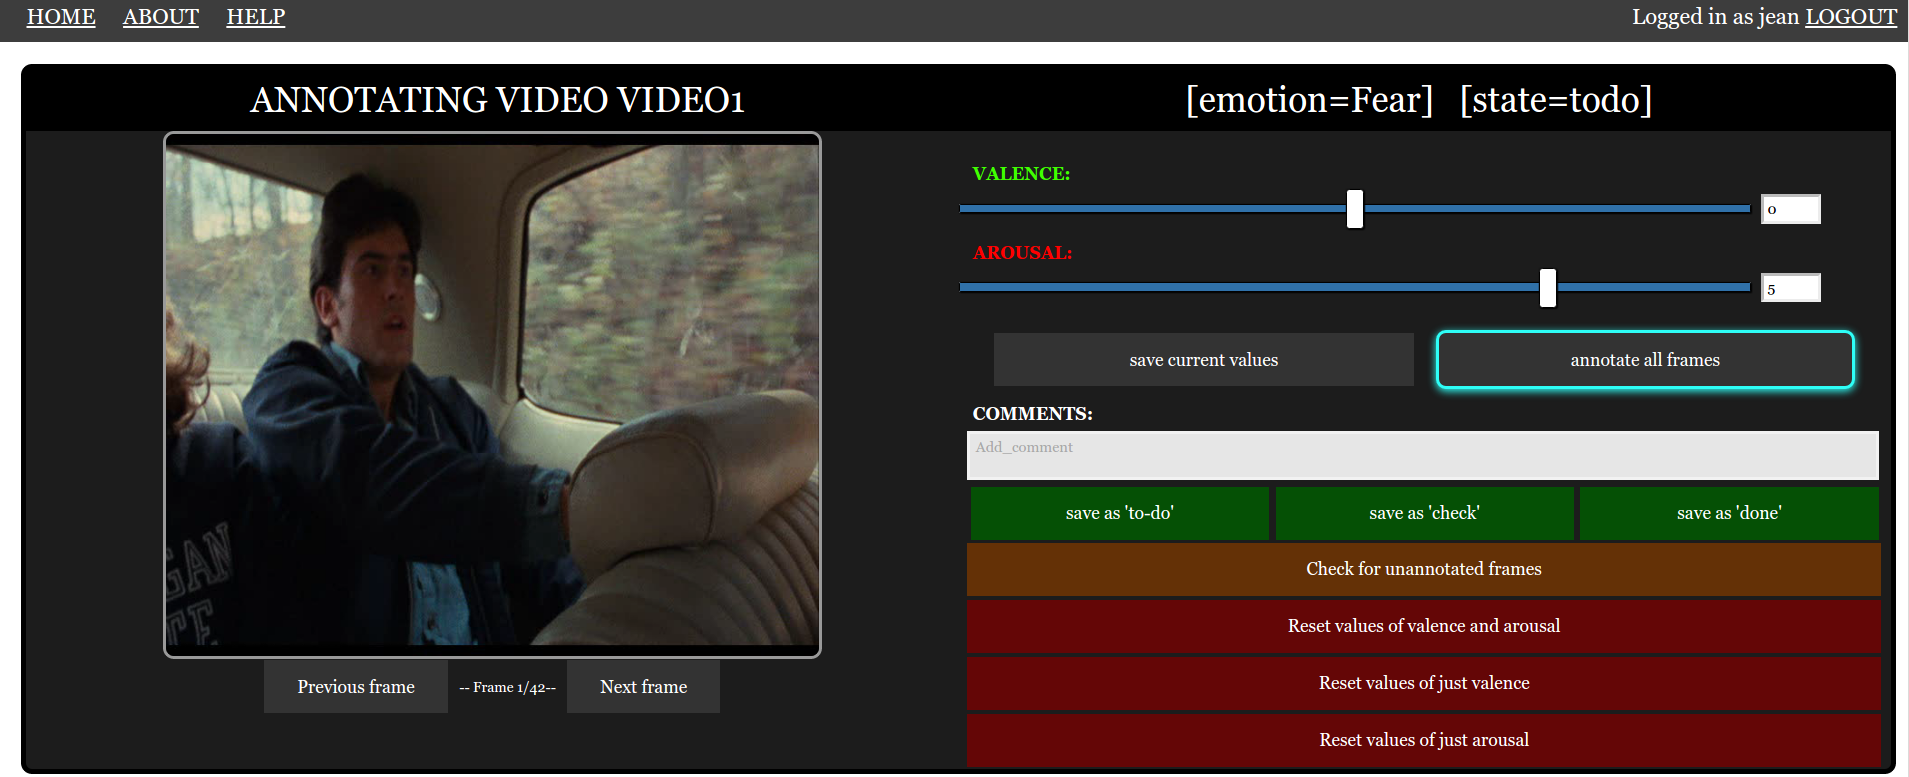 HOME ABOUT HELP Logged in as jean LOGOUT
ANNOTATING VIDEO VIDEO1 [emotion=Fear] [state=todo]
VALENCE:
0
AROUSAL:
5
save current values annotate all frames
COMMENTS:
Add_comment
save as 'to-do' save as 'check' save as 'done'
Check for unannotated frames
Reset values of valence and arousal
Reset values of just valence
Reset values of just arousal
GAN
TE
Previous frame -- Frame 1/42-- Next frame